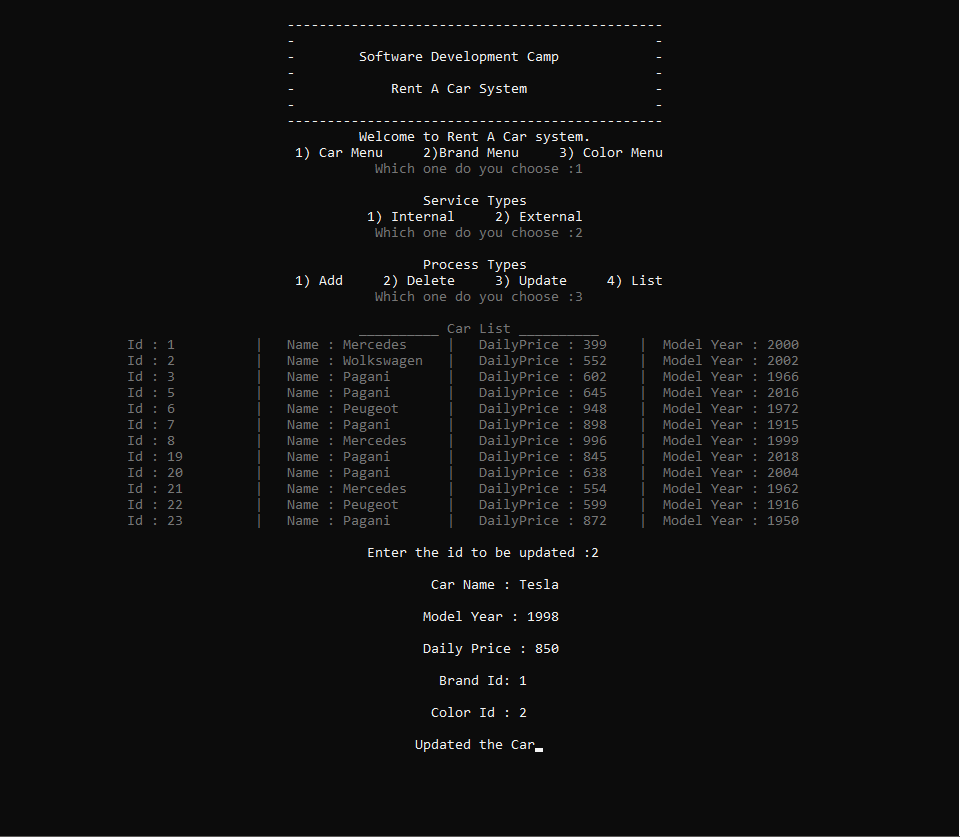 -----------------------------------------------
-                                             -
-        Software Development Camp            -
-                                             -
-            Rent A Car System                -
-                                             -
-----------------------------------------------
Welcome to Rent A Car system.
1) Car Menu     2)Brand Menu     3) Color Menu
Which one do you choose :1
Service Types
1) Internal     2) External
Which one do you choose :2
Process Types
1) Add     2) Delete     3) Update     4) List
Which one do you choose :3
__________ Car List __________
Id : 1          |   Name : Mercedes     |   DailyPrice : 399    |  Model Year : 2000
Id : 2          |   Name : Wolkswagen   |   DailyPrice : 552    |  Model Year : 2002
Id : 3          |   Name : Pagani       |   DailyPrice : 602    |  Model Year : 1966
Id : 5          |   Name : Pagani       |   DailyPrice : 645    |  Model Year : 2016
Id : 6          |   Name : Peugeot      |   DailyPrice : 948    |  Model Year : 1972
Id : 7          |   Name : Pagani       |   DailyPrice : 898    |  Model Year : 1915
Id : 8          |   Name : Mercedes     |   DailyPrice : 996    |  Model Year : 1999
Id : 19         |   Name : Pagani       |   DailyPrice : 845    |  Model Year : 2018
Id : 20         |   Name : Pagani       |   DailyPrice : 638    |  Model Year : 2004
Id : 21         |   Name : Mercedes     |   DailyPrice : 554    |  Model Year : 1962
Id : 22         |   Name : Peugeot      |   DailyPrice : 599    |  Model Year : 1916
Id : 23         |   Name : Pagani       |   DailyPrice : 872    |  Model Year : 1950
Enter the id to be updated :2
Car Name : Tesla
Model Year : 1998
Daily Price : 850
Brand Id: 1
Color Id : 2
Updated the Car